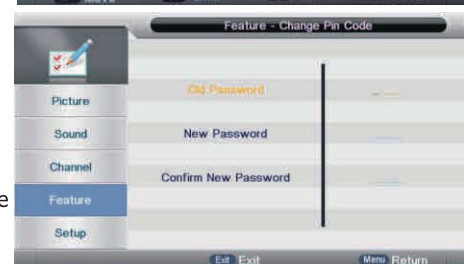 Feature - Change Pin Code
Picture
Old Password
Sound
New Password
Channel
Confirm New Password
e
Feature
Setup
Exit Exit
Menu Return